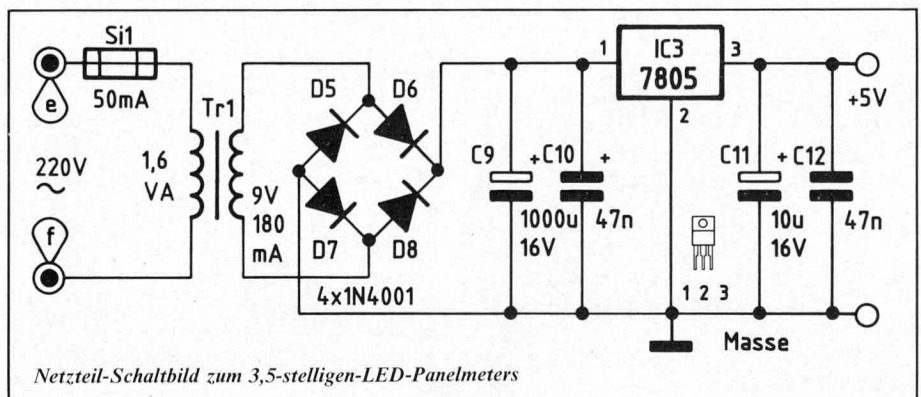 Si1
50mA
e
Tr1
220V
~
1,6
VA
9V
180
mA
f
D5
D6
D7
D8
4x1N4001
C9
+
1000u
16V
C10
+
47n
1
IC3
7805
3
2
1 2 3
C11
+
10u
16V
C12
47n
+5V
Masse
Netzteil-Schaltbild zum 3,5-stelligen-LED-Panelmeters